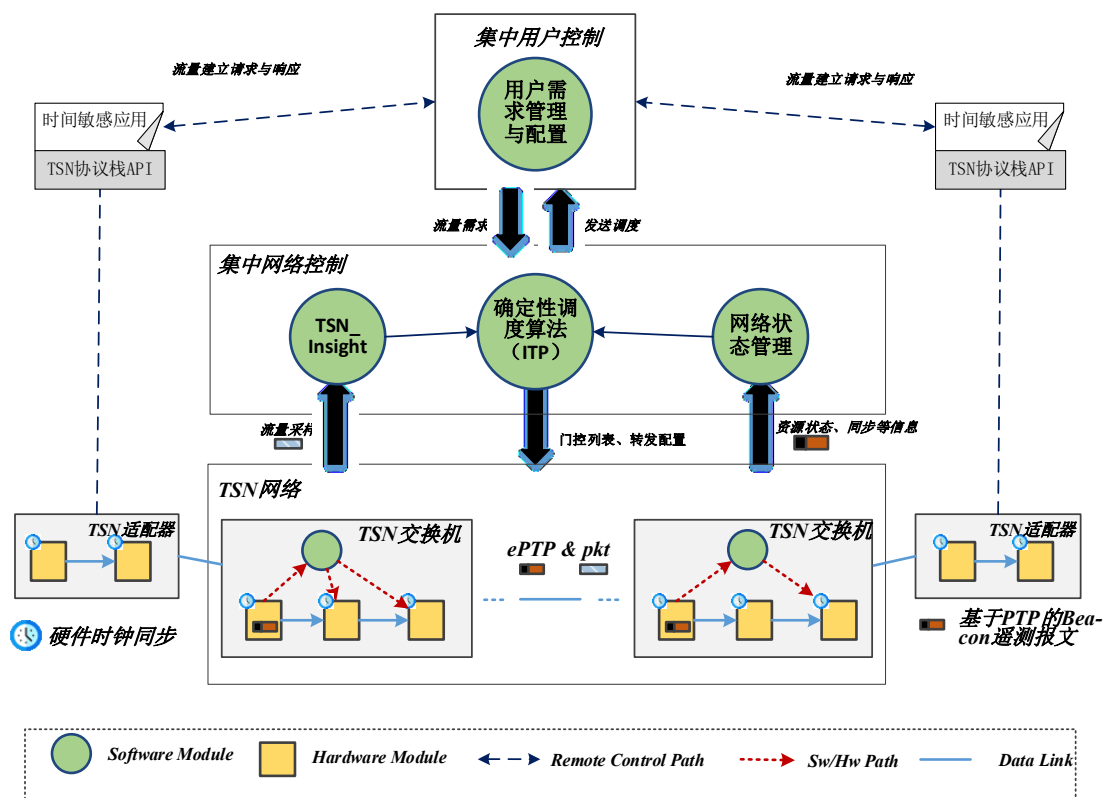 集中用户控制
用户需
求管理
与配置
流量建立请求与响应
流量建立请求与响应
时间敏感应用
TSN协议栈API
时间敏感应用
TSN协议栈API
流量需求
发送调度
集中网络控制
TSN_
Insight
确定性调
度算法
（ITP）
网络状
态管理
流量采样
门控列表、转发配置
资源状态、同步等信息
TSN网络
TSN适配器
TSN交换机
ePTP & pkt
TSN交换机
TSN适配器
硬件时钟同步
基于PTP的Bea-
con遥测报文
Software Module
Hardware Module
Remote Control Path
Sw/Hw Path
Data Link